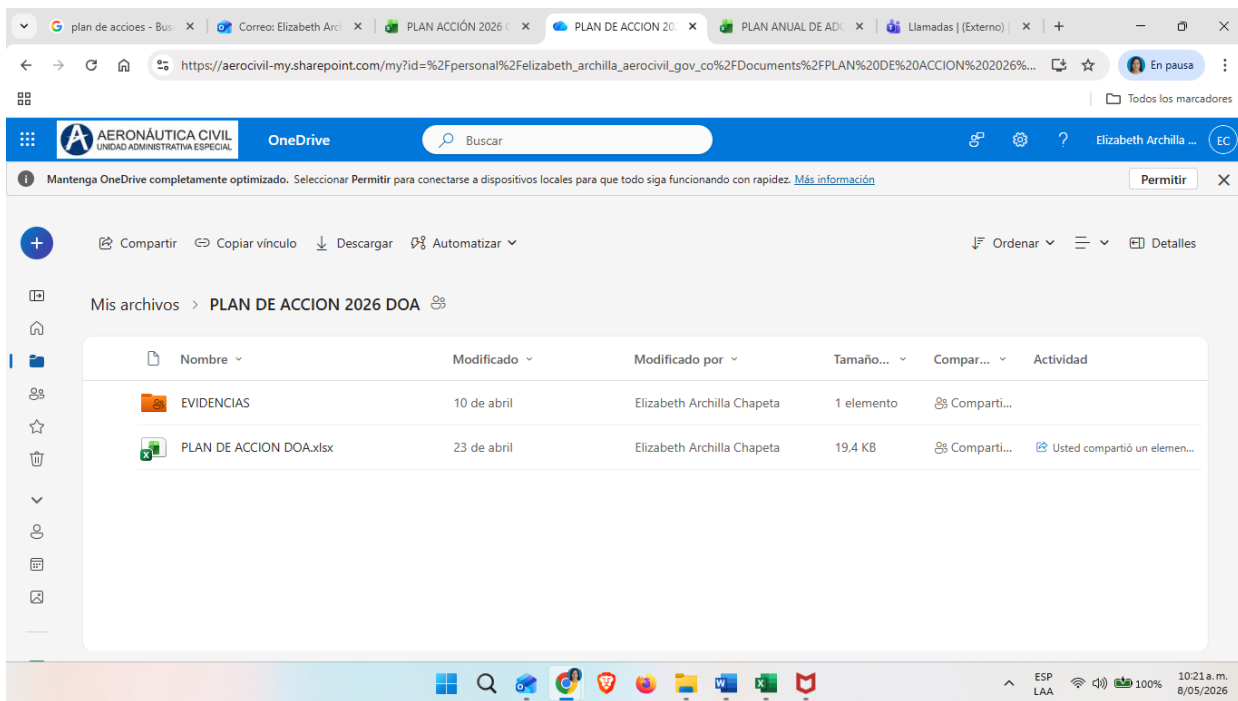 plan de accioes - Bus
Correo: Elizabeth Arc
PLAN ACCIÓN 2026
PLAN DE ACCION 20
PLAN ANUAL DE AD
Llamadas | (Externo) |
https://aerocivil-my.sharepoint.com/my?id=%2Fpersonal%2Felizabeth_archilla_aerocivil_gov_co%2FDocuments%2FPLAN%20DE%20ACCION%202026%...
En pausa
Todos los marcadores
AERONÁUTICA CIVIL
UNIDAD ADMINISTRATIVA ESPECIAL
OneDrive
Buscar
Elizabeth Archilla ...
EC
Mantenga OneDrive completamente optimizado. Seleccionar Permitir para conectarse a dispositivos locales para que todo siga funcionando con rapidez. Más información
Permitir
Compartir Copiar vínculo Descargar Automatizar
Ordenar Detalles
Mis archivos > PLAN DE ACCION 2026 DOA
Nombre Modificado Modificado por Tamaño... Compar... Actividad
EVIDENCIAS 10 de abril Elizabeth Archilla Chapeta 1 elemento Comparti...
PLAN DE ACCION DOA.xlsx 23 de abril Elizabeth Archilla Chapeta 19,4 KB Comparti... Usted compartió un elemen...
ESP
LAA
100%
10:21 a. m.
8/05/2026